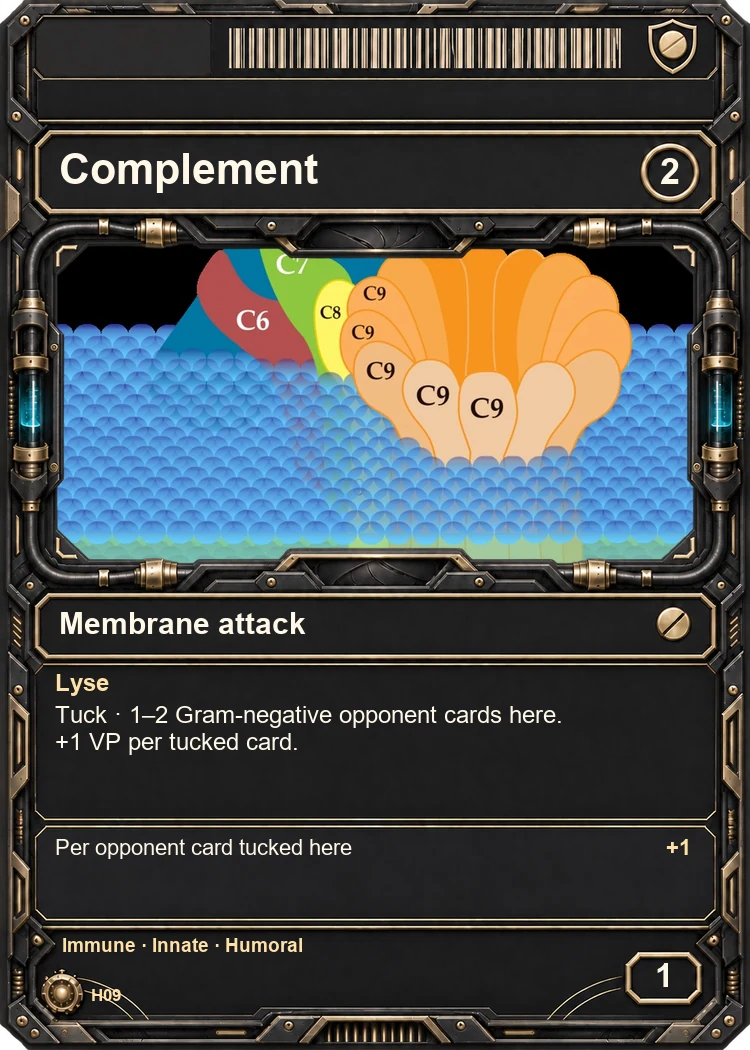 Complement
2
C7
C6
C8
C9
C9
C9
C9
C9
Membrane attack
Lyse
Tuck · 1–2 Gram-negative opponent cards here.
+1 VP per tucked card.
Per opponent card tucked here +1
Immune · Innate · Humoral
H09
1